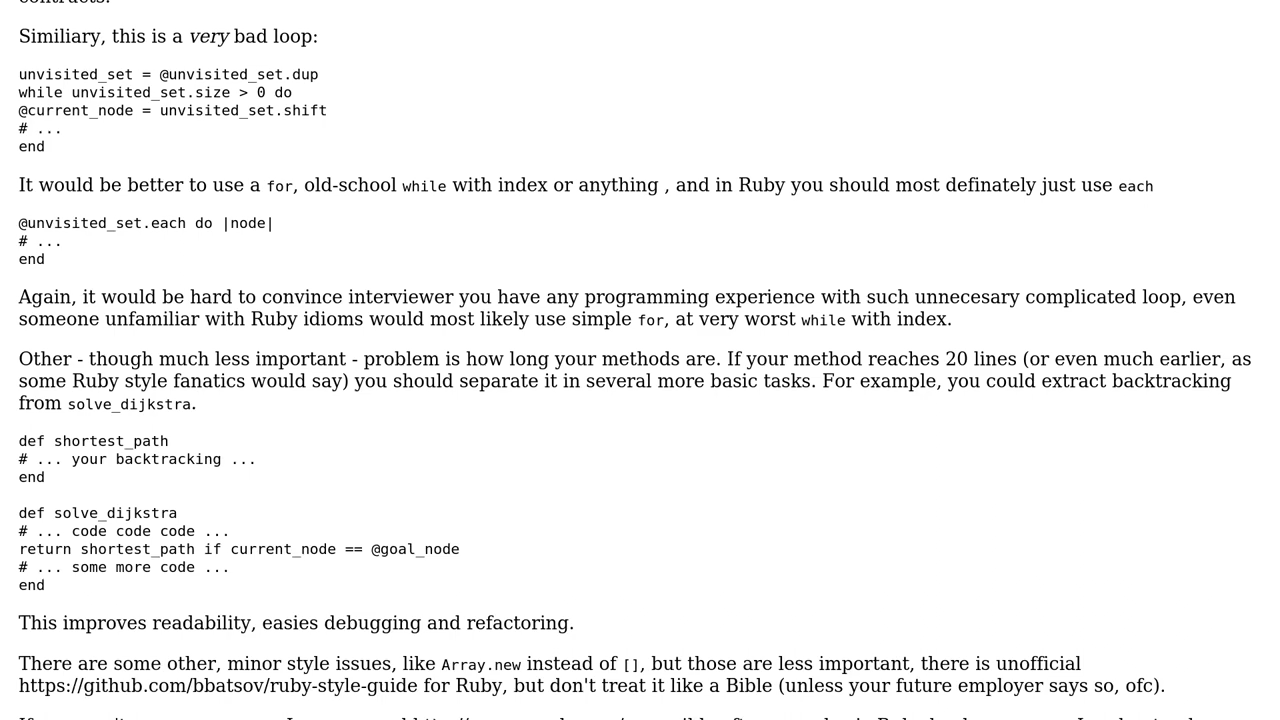 contracts.
Similiary, this is a very bad loop:
unvisited_set = @unvisited_set.dup
while unvisited_set.size > 0 do
@current_node = unvisited_set.shift
# ...
end
It would be better to use a for, old-school while with index or anything , and in Ruby you should most definately just use each
@unvisited_set.each do |node|
# ...
end
Again, it would be hard to convince interviewer you have any programming experience with such unnecesary complicated loop, even
someone unfamiliar with Ruby idioms would most likely use simple for, at very worst while with index.
Other - though much less important - problem is how long your methods are. If your method reaches 20 lines (or even much earlier, as
some Ruby style fanatics would say) you should separate it in several more basic tasks. For example, you could extract backtracking
from solve_dijkstra.
def shortest_path
# ... your backtracking ...
end
def solve_dijkstra
# ... code code code ...
return shortest_path if current_node == @goal_node
# ... some more code ...
end
This improves readability, easies debugging and refactoring.
There are some other, minor style issues, like Array.new instead of [], but those are less important, there is unofficial
https://github.com/bbatsov/ruby-style-guide for Ruby, but don't treat it like a Bible (unless your future employer says so, ofc).